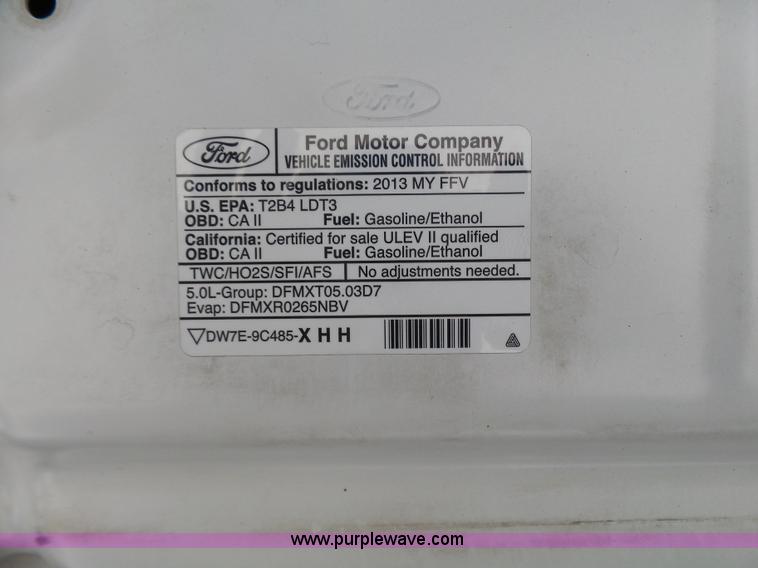 Ford
Ford Ford Motor Company
VEHICLE EMISSION CONTROL INFORMATION
Conforms to regulations: 2013 MY FFV
U.S. EPA: T2B4 LDT3
OBD: CA II Fuel: Gasoline/Ethanol
California: Certified for sale ULEV II qualified
OBD: CA II Fuel: Gasoline/Ethanol
TWC/HO2S/SFI/AFS No adjustments needed.
5.0L-Group: DFMXT05.03D7
Evap: DFMXR0265NBV
▽DW7E-9C485-X H H
www.purplewave.com